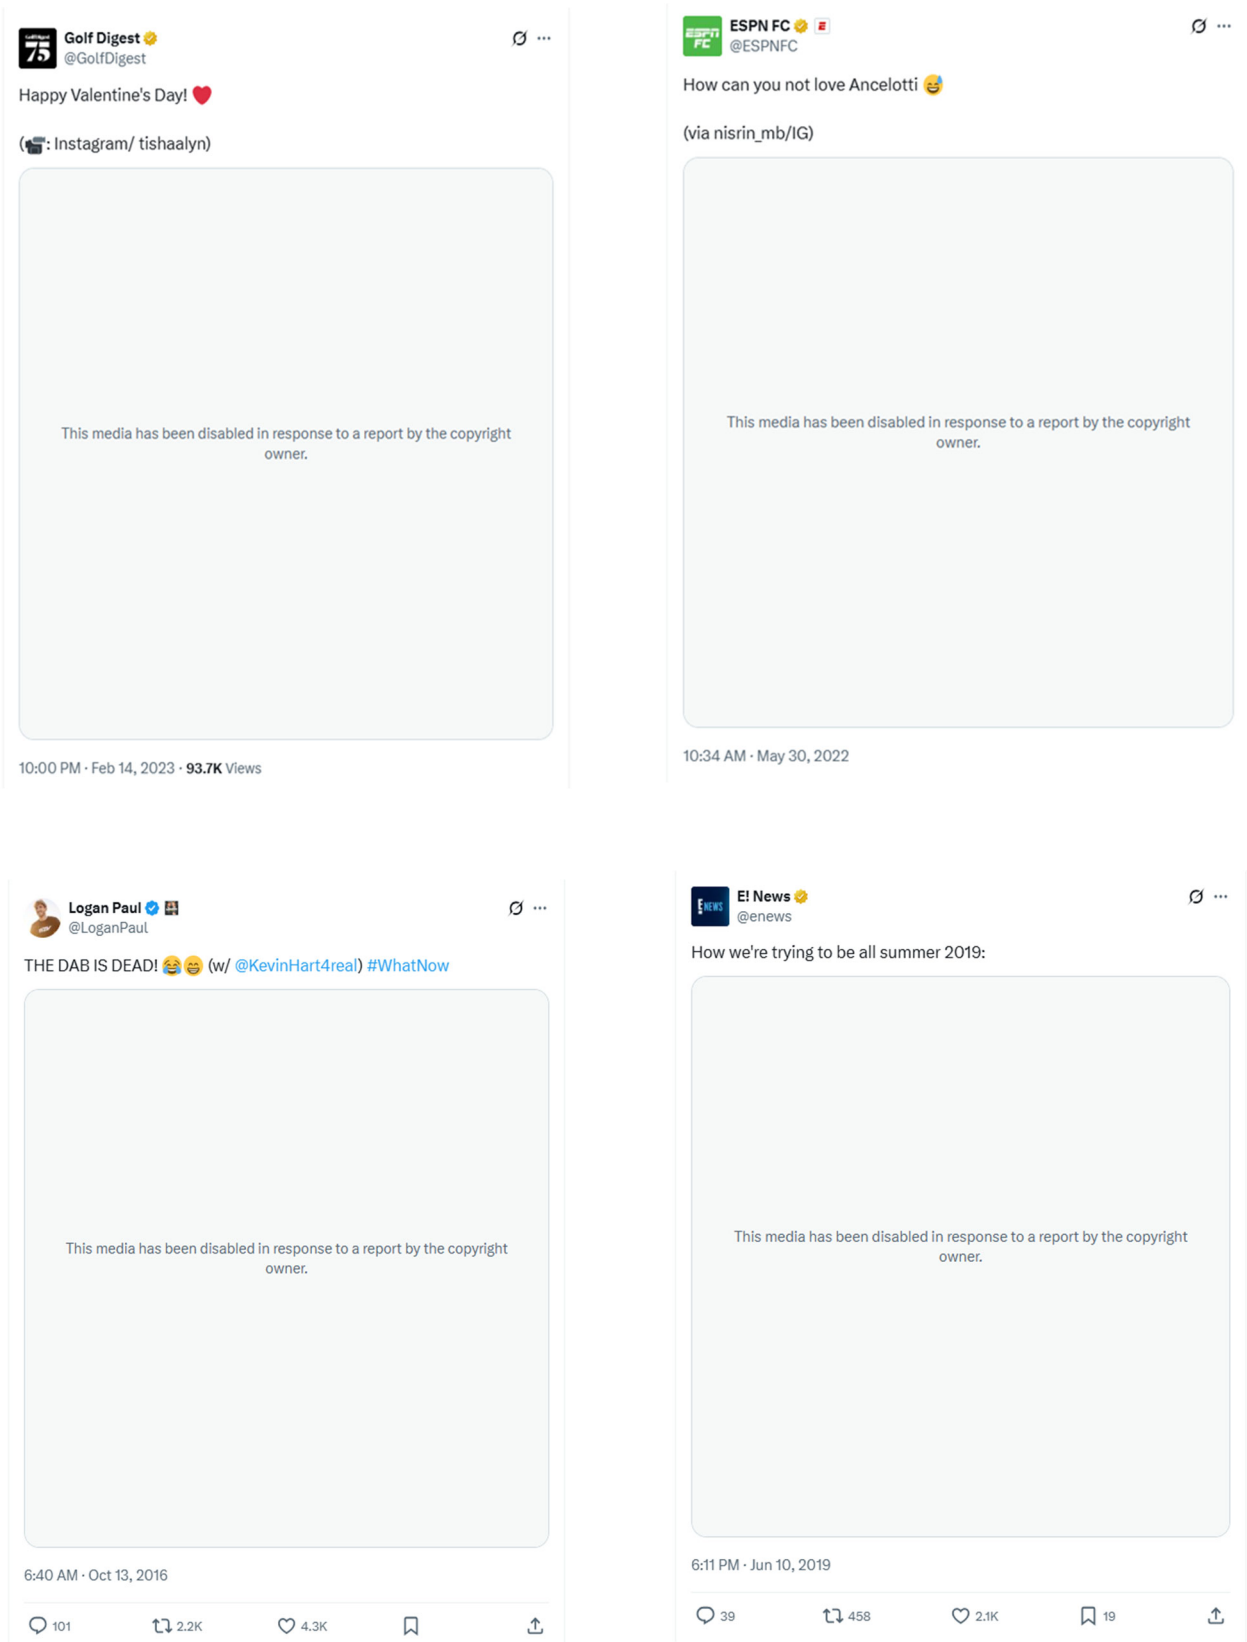 Golf Digest
@GolfDigest
Happy Valentine's Day! ❤️
(📹: Instagram/ tishaalyn)
This media has been disabled in response to a report by the copyright
owner.
10:00 PM · Feb 14, 2023 · 93.7K Views
ESPN FC
@ESPNFC
How can you not love Ancelotti 😅
(via nisrin_mb/IG)
This media has been disabled in response to a report by the copyright
owner.
10:34 AM · May 30, 2022
Logan Paul
@LoganPaul
THE DAB IS DEAD! 😂😁 (w/ @KevinHart4real) #WhatNow
This media has been disabled in response to a report by the copyright
owner.
6:40 AM · Oct 13, 2016
101 2.2K 4.3K
E! News
@enews
How we're trying to be all summer 2019:
This media has been disabled in response to a report by the copyright
owner.
6:11 PM · Jun 10, 2019
39 458 2.1K 19